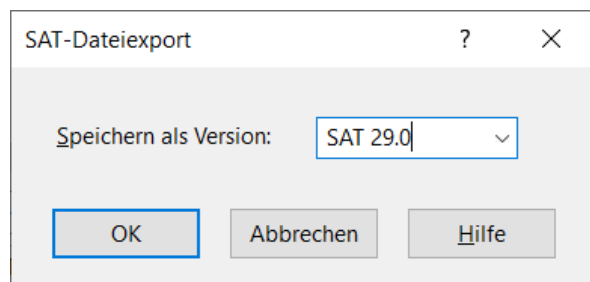 SAT-Dateiexport ?
Speichern als Version: SAT 29.0
OK Abbrechen Hilfe